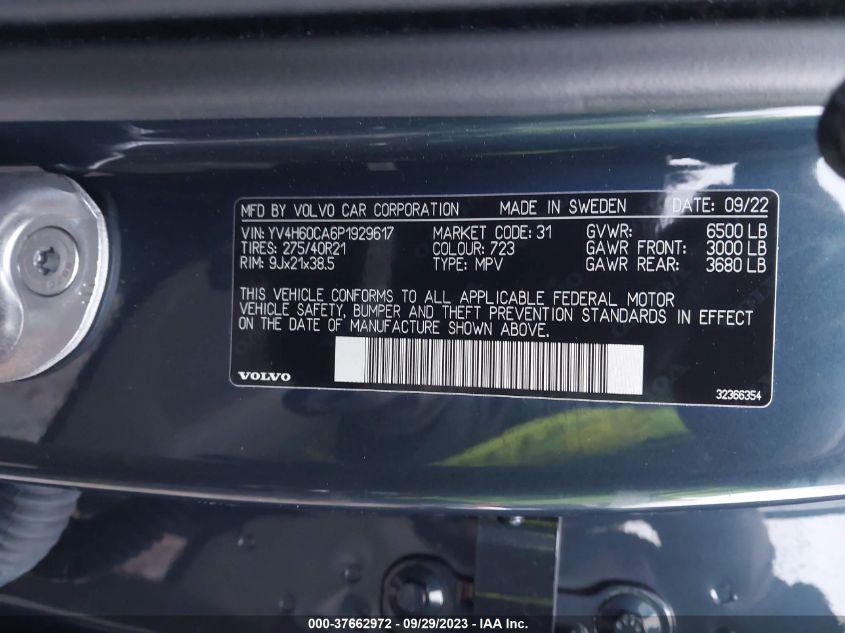 MFD BY VOLVO CAR CORPORATION MADE IN SWEDEN DATE: 09/22
VIN: YV4H60CA6P1929617 MARKET CODE: 31 GVWR: 6500 LB
TIRES: 275/40R21 COLOUR: 723 GAWR FRONT: 3000 LB
RIM: 9Jx21x38.5 TYPE: MPV GAWR REAR: 3680 LB
THIS VEHICLE CONFORMS TO ALL APPLICABLE FEDERAL MOTOR
VEHICLE SAFETY, BUMPER AND THEFT PREVENTION STANDARDS IN EFFECT
ON THE DATE OF MANUFACTURE SHOWN ABOVE.
VOLVO
32366354
000-37662972 - 09/29/2023 - IAA Inc.